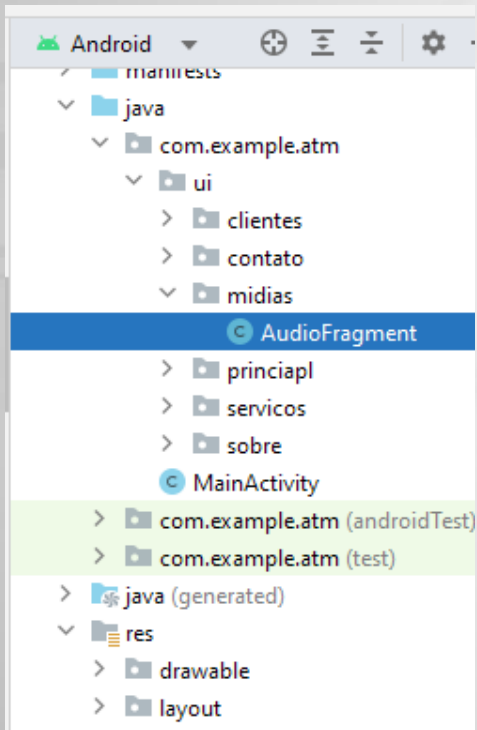 Android
manifests
java
com.example.atm
ui
clientes
contato
midias
AudioFragment
princiapl
servicos
sobre
MainActivity
com.example.atm (androidTest)
com.example.atm (test)
java (generated)
res
drawable
layout